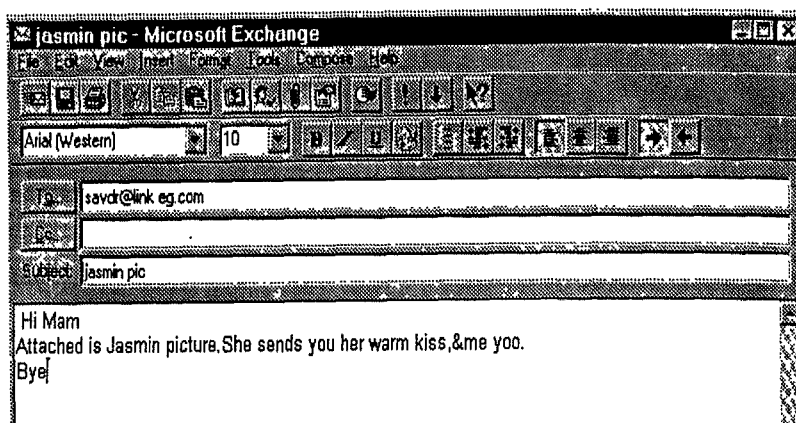 jasmin pic - Microsoft Exchange
File Edit View Insert Format Tools Compose Help
Arial (Western) 10
To... savdr@link eg.com
Cc...
Subject: jasmin pic
Hi Mam
Attached is Jasmin picture,She sends you her warm kiss,&me yoo.
Bye